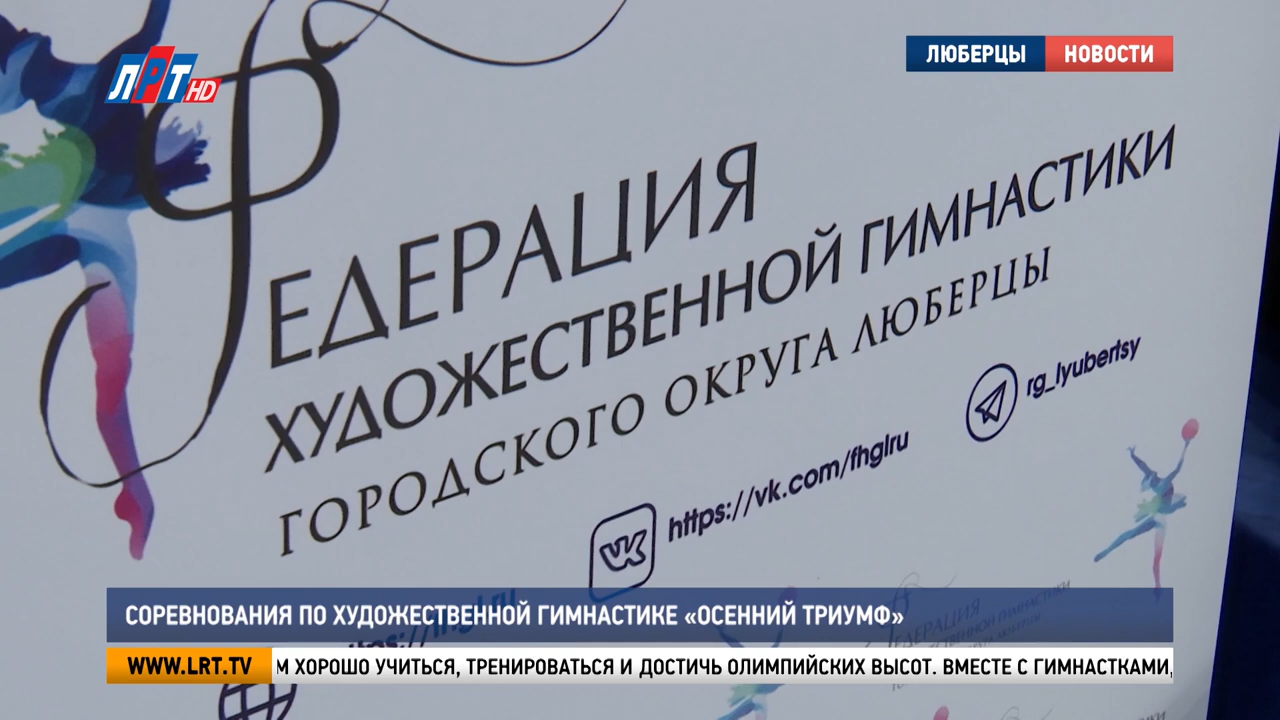 ЛРТ HD
ЛЮБЕРЦЫ НОВОСТИ
ФЕДЕРАЦИЯ
ХУДОЖЕСТВЕННОЙ ГИМНАСТИКИ
ГОРОДСКОГО ОКРУГА ЛЮБЕРЦЫ
rg_lyubertsy
https://vk.com/fhglru
СОРЕВНОВАНИЯ ПО ХУДОЖЕСТВЕННОЙ ГИМНАСТИКЕ «ОСЕННИЙ ТРИУМФ»
WWW.LRT.TV М ХОРОШО УЧИТЬСЯ, ТРЕНИРОВАТЬСЯ И ДОСТИЧЬ ОЛИМПИЙСКИХ ВЫСОТ. ВМЕСТЕ С ГИМНАСТКАМИ,